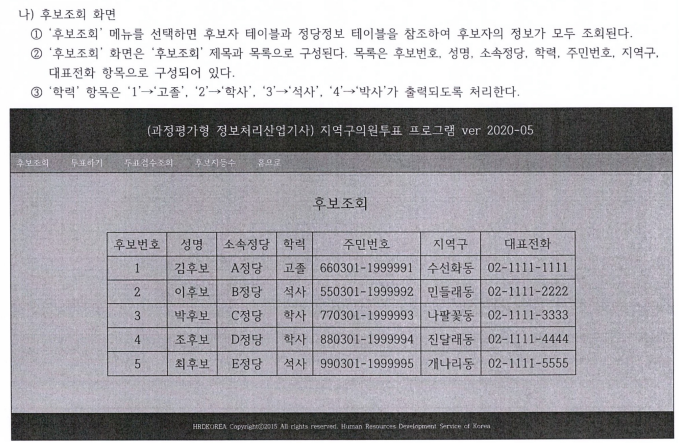 나) 후보조회 화면
① '후보조회' 메뉴를 선택하면 후보자 테이블과 정당정보 테이블을 참조하여 후보자의 정보가 모두 조회된다.
② '후보조회' 화면은 '후보조회' 제목과 목록으로 구성된다. 목록은 후보번호, 성명, 소속정당, 학력, 주민번호, 지역구,
대표전화 항목으로 구성되어 있다.
③ '학력' 항목은 '1'→'고졸', '2'→'학사', '3'→'석사', '4'→'박사'가 출력되도록 처리한다.
(과정평가형 정보처리산업기사) 지역구의원투표 프로그램 ver 2020-05
후보조회 투표하기 투표검수조회 후보자등수 홈으로
후보조회
후보번호 성명 소속정당 학력 주민번호 지역구 대표전화
1 김후보 A정당 고졸 660301-1999991 수선화동 02-1111-1111
2 이후보 B정당 석사 550301-1999992 민들래동 02-1111-2222
3 박후보 C정당 학사 770301-1999993 나팔꽃동 02-1111-3333
4 조후보 D정당 학사 880301-1999994 진달래동 02-1111-4444
5 최후보 E정당 석사 990301-1999995 개나리동 02-1111-5555
HRDKOREA Copyright©2015 All rights reserved. Human Resources Development Service of Korea